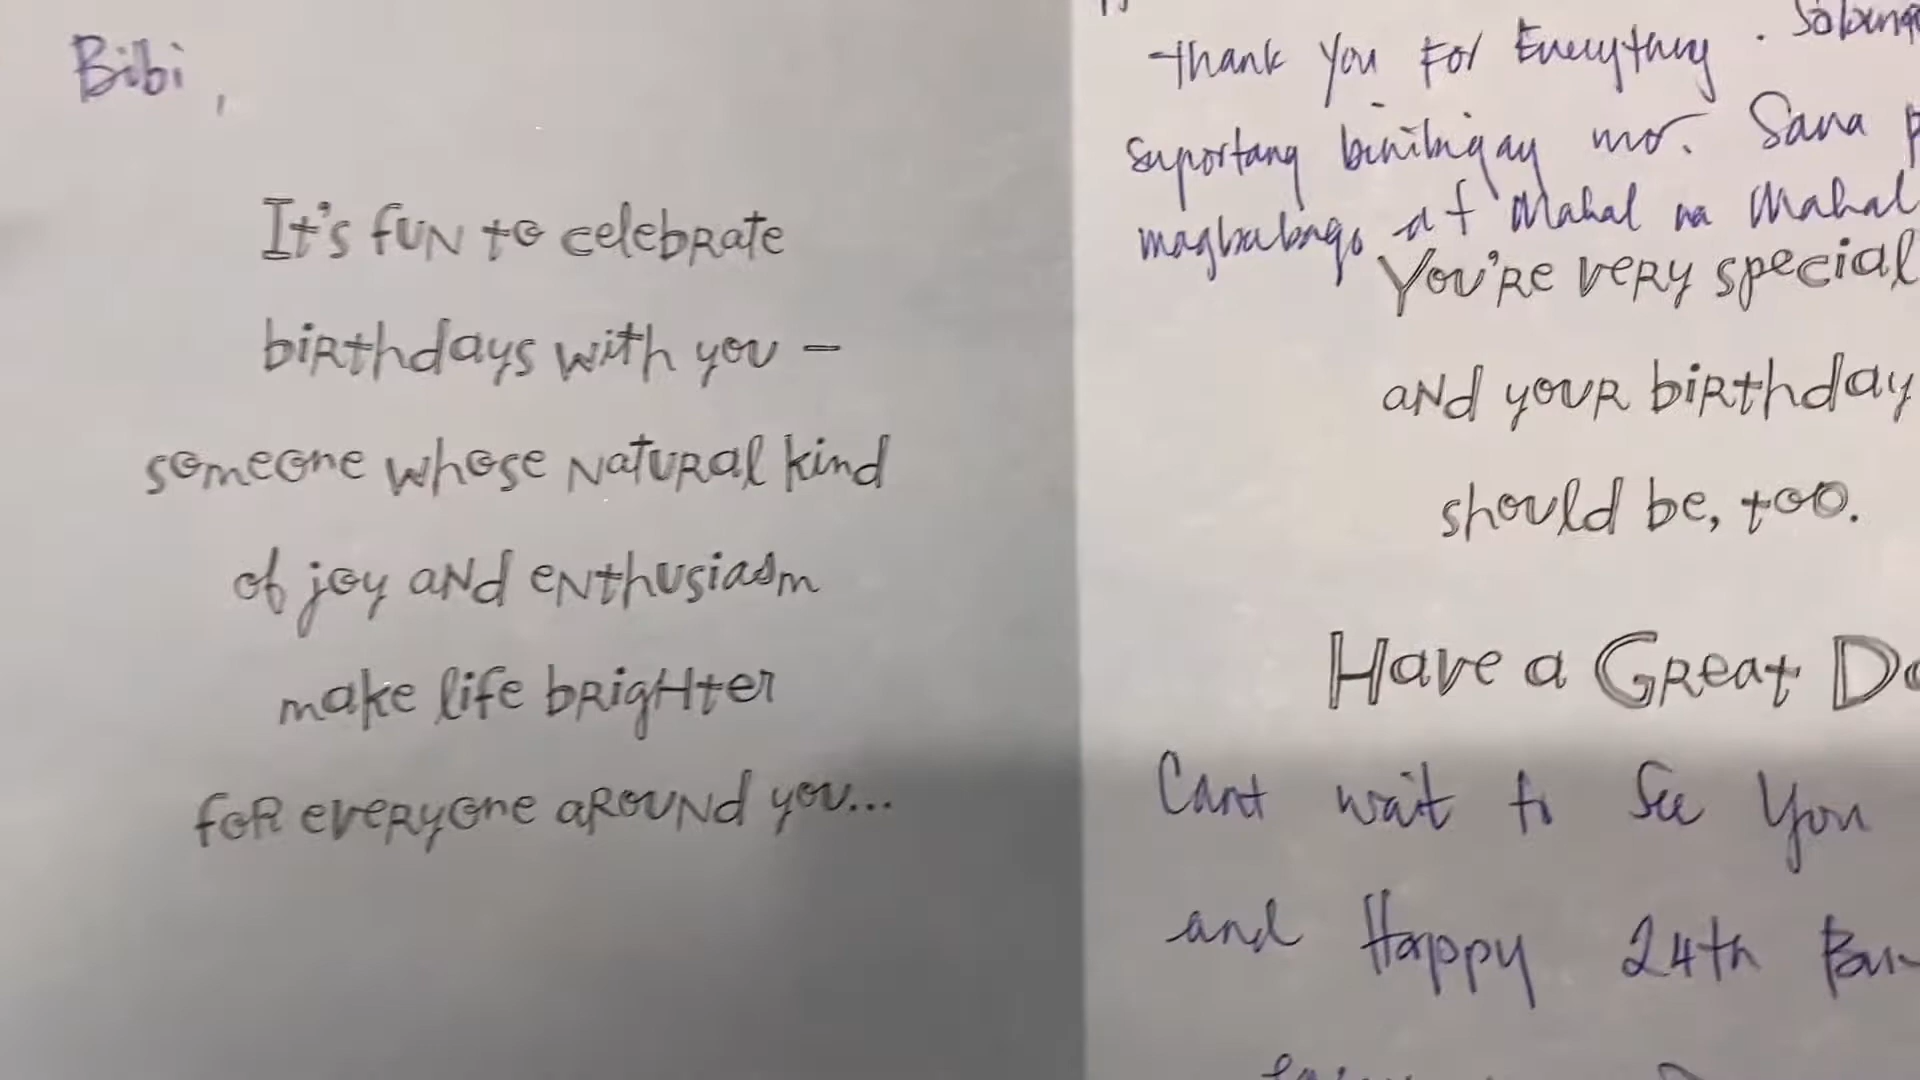 Bibi,
It's fun to celebrate
birthdays with you –
someone whose natural kind
of joy and enthusiasm
make life brighter
for everyone around you...
Thank You For Everything.
suportang binibigay mo. Sana
magbabago at Mahal na Mahal
You're very special
and your birthday
should be, too.
Have a Great
Cant wait to see You
and Happy 24th